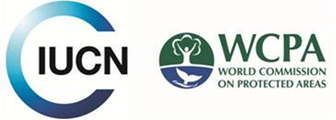 IUCN
WCPA
WORLD COMMISSION
ON PROTECTED AREAS